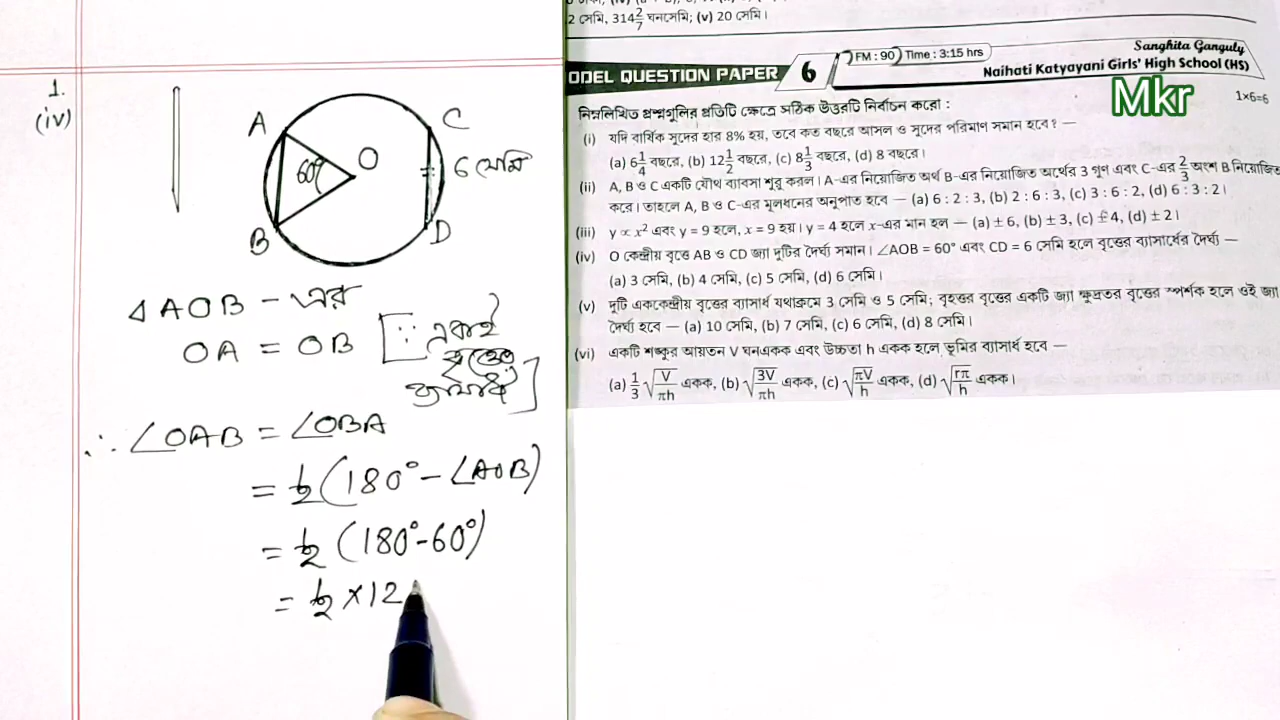 2 সেমি, 314 2/7 ঘনসেমি; (v) 20 সেমি।
ODEL QUESTION PAPER 6 FM : 90 Time : 3:15 hrs
Sanghita Ganguly
Naihati Katyayani Girls' High School (HS)
Mkr
নিম্নলিখিত প্রশ্নগুলির প্রতিটি ক্ষেত্রে সঠিক উত্তরটি নির্বাচন করো : 1×6=6
(i) যদি বার্ষিক সুদের হার 8% হয়, তবে কত বছরে আসল ও সুদের পরিমাণ সমান হবে? —
(a) 6 1/4 বছরে, (b) 12 1/2 বছরে, (c) 8 1/3 বছরে, (d) 8 বছরে।
(ii) A, B ও C একটি যৌথ ব্যাবসা শুরু করল। A-এর নিয়োজিত অর্থ B-এর নিয়োজিত অর্থের 3 গুণ এবং C-এর 2/3 অংশ B নিয়োজি
করে। তাহলে A, B ও C-এর মূলধনের অনুপাত হবে — (a) 6 : 2 : 3, (b) 2 : 6 : 3, (c) 3 : 6 : 2, (d) 6 : 3 : 2।
(iii) y ∝ x² এবং y = 9 হলে, x = 9 হয়। y = 4 হলে x-এর মান হল — (a) ± 6, (b) ± 3, (c) ± 4, (d) ± 2।
(iv) O কেন্দ্রীয় বৃত্তে AB ও CD জ্যা দুটির দৈর্ঘ্য সমান। ∠AOB = 60° এবং CD = 6 সেমি হলে বৃত্তের ব্যাসার্ধের দৈর্ঘ্য —
(a) 3 সেমি, (b) 4 সেমি, (c) 5 সেমি, (d) 6 সেমি।
(v) দুটি এককেন্দ্রীয় বৃত্তের ব্যাসার্ধ যথাক্রমে 3 সেমি ও 5 সেমি; বৃহত্তর বৃত্তের একটি জ্যা ক্ষুদ্রতর বৃত্তের স্পর্শক হলে ওই জ্যা
দৈর্ঘ্য হবে — (a) 10 সেমি, (b) 7 সেমি, (c) 6 সেমি, (d) 8 সেমি।
(vi) একটি শঙ্কুর আয়তন V ঘনএকক এবং উচ্চতা h একক হলে ভূমির ব্যাসার্ধ হবে —
(a) 1/3 √(V/πh) একক, (b) √(3V/πh) একক, (c) √(πV/h) একক, (d) √(rπ/h) একক।
1.
(iv)
A C
60° O 6 সেমি
B D
△AOB - এর
OA = OB [∵ একই
বৃত্তের
ব্যাসার্ধ]
∴ ∠OAB = ∠OBA
= 1/2 (180° - ∠AOB)
= 1/2 (180° - 60°)
= 1/2 × 12